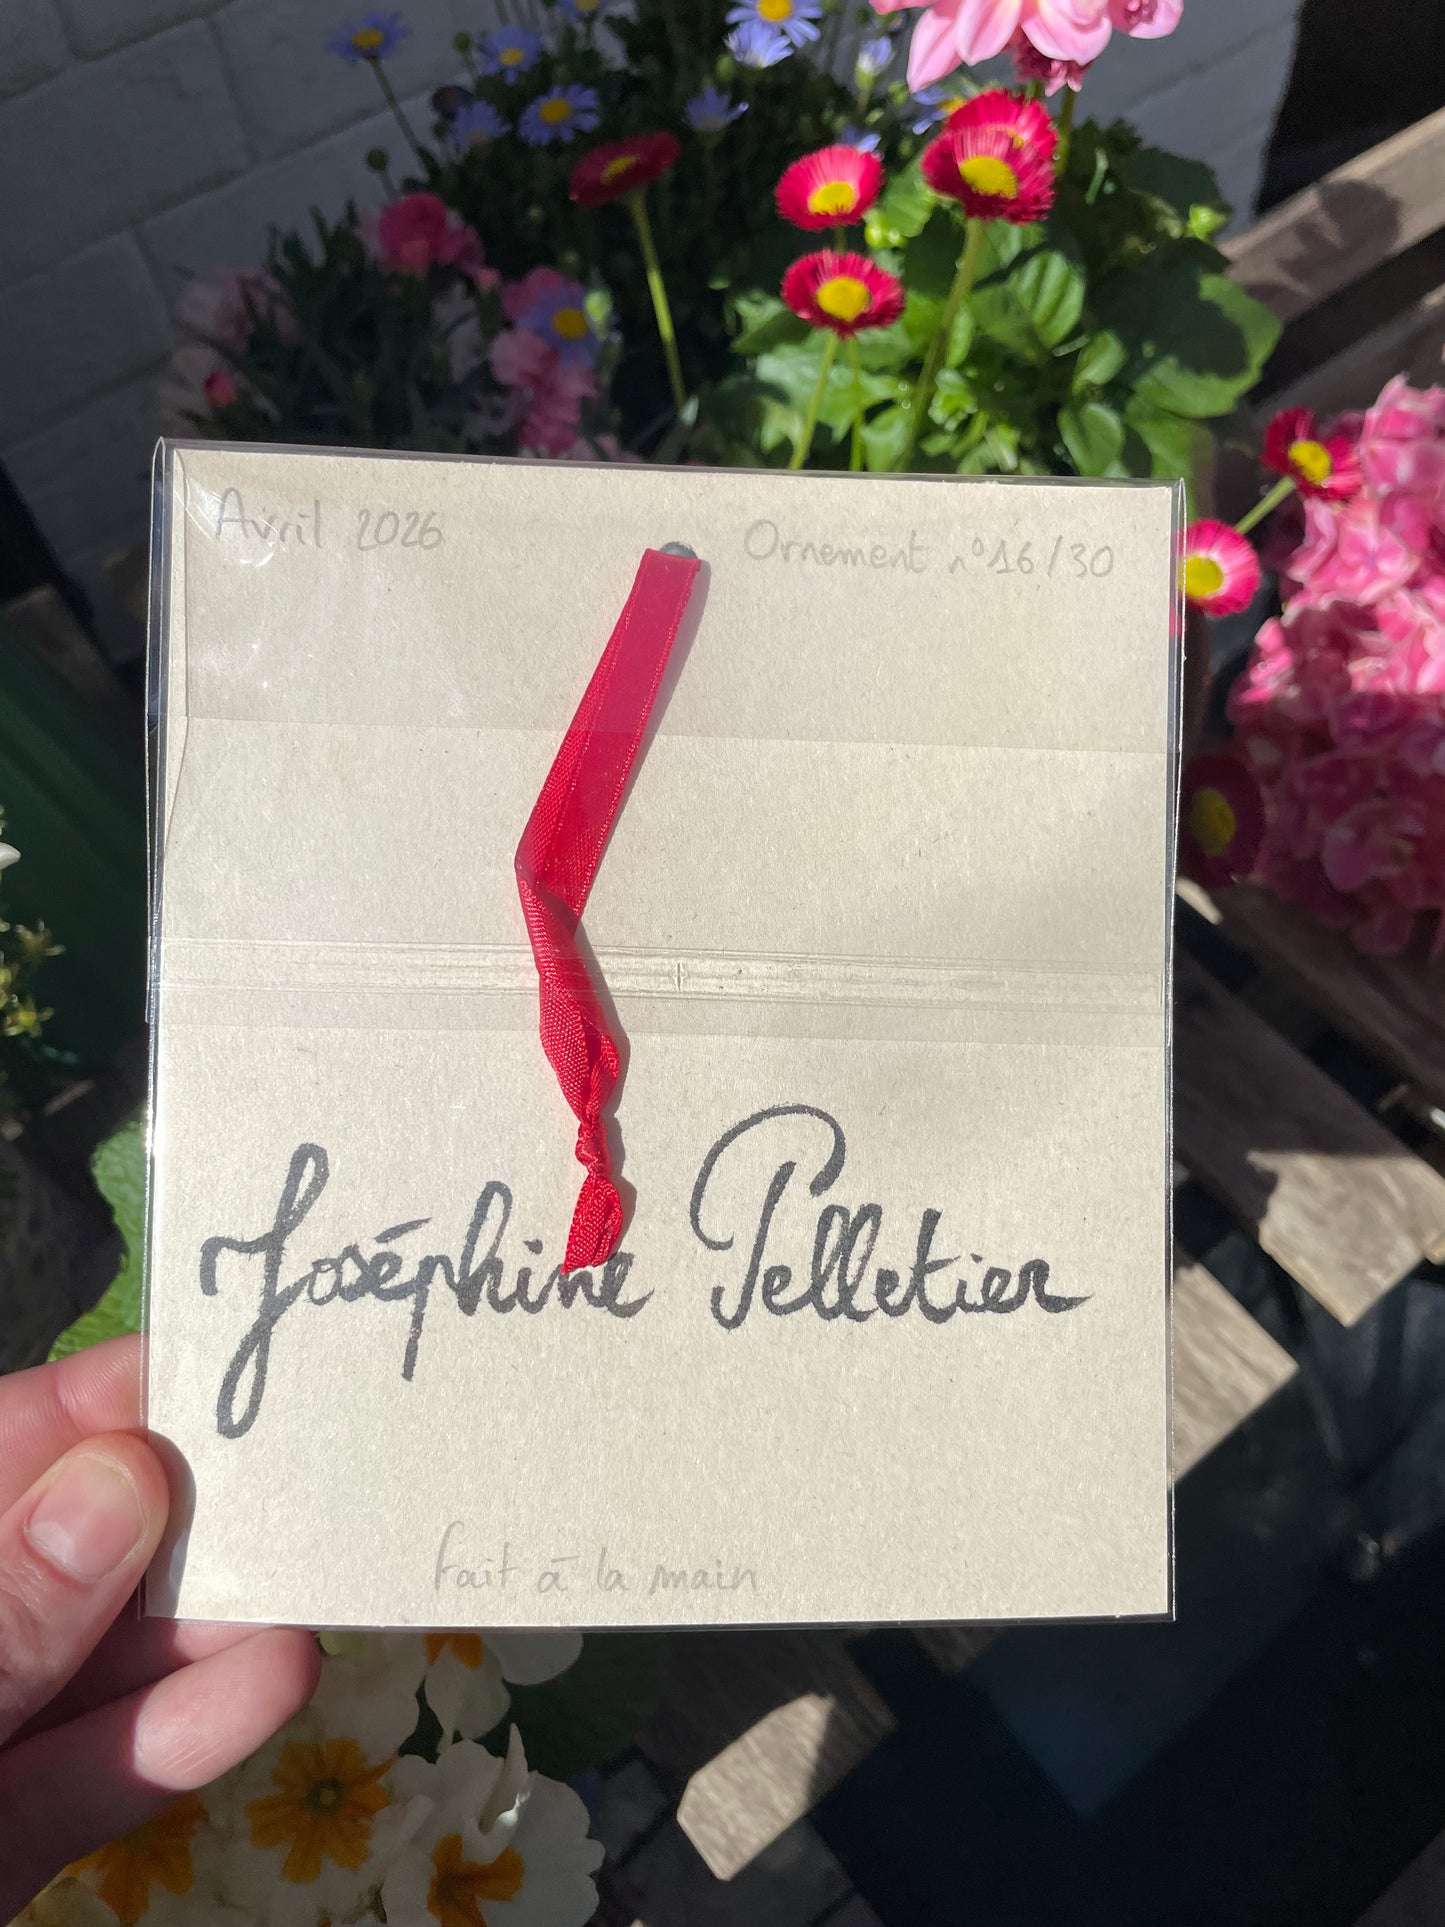 Avril 2026
Ornement n°16/30
Joséphine Pelletier
fait à la main